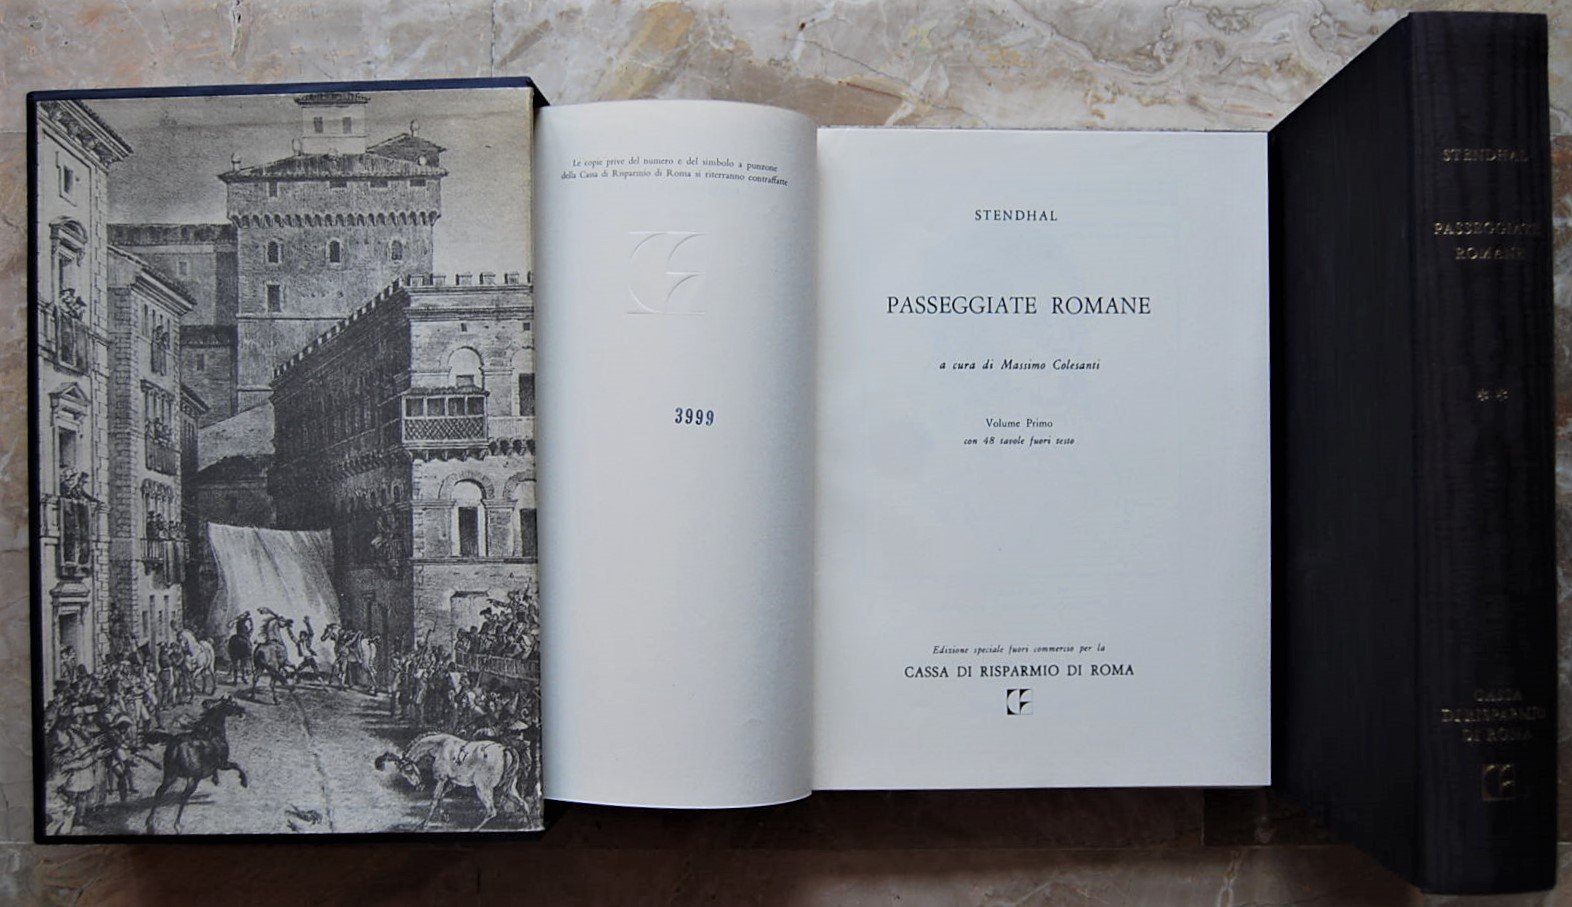 Le copie prive del numero e del simbolo a punzone
della Cassa di Risparmio di Roma si riterranno contraffatte
3999
STENDHAL
PASSEGGIATE ROMANE
a cura di Massimo Colesanti
Volume Primo
con 48 tavole fuori testo
Edizione speciale fuori commercio per la
CASSA DI RISPARMIO DI ROMA
STENDHAL
PASSEGGIATE
ROMANE
* *
CASSA
DI RISPARMIO
DI ROMA